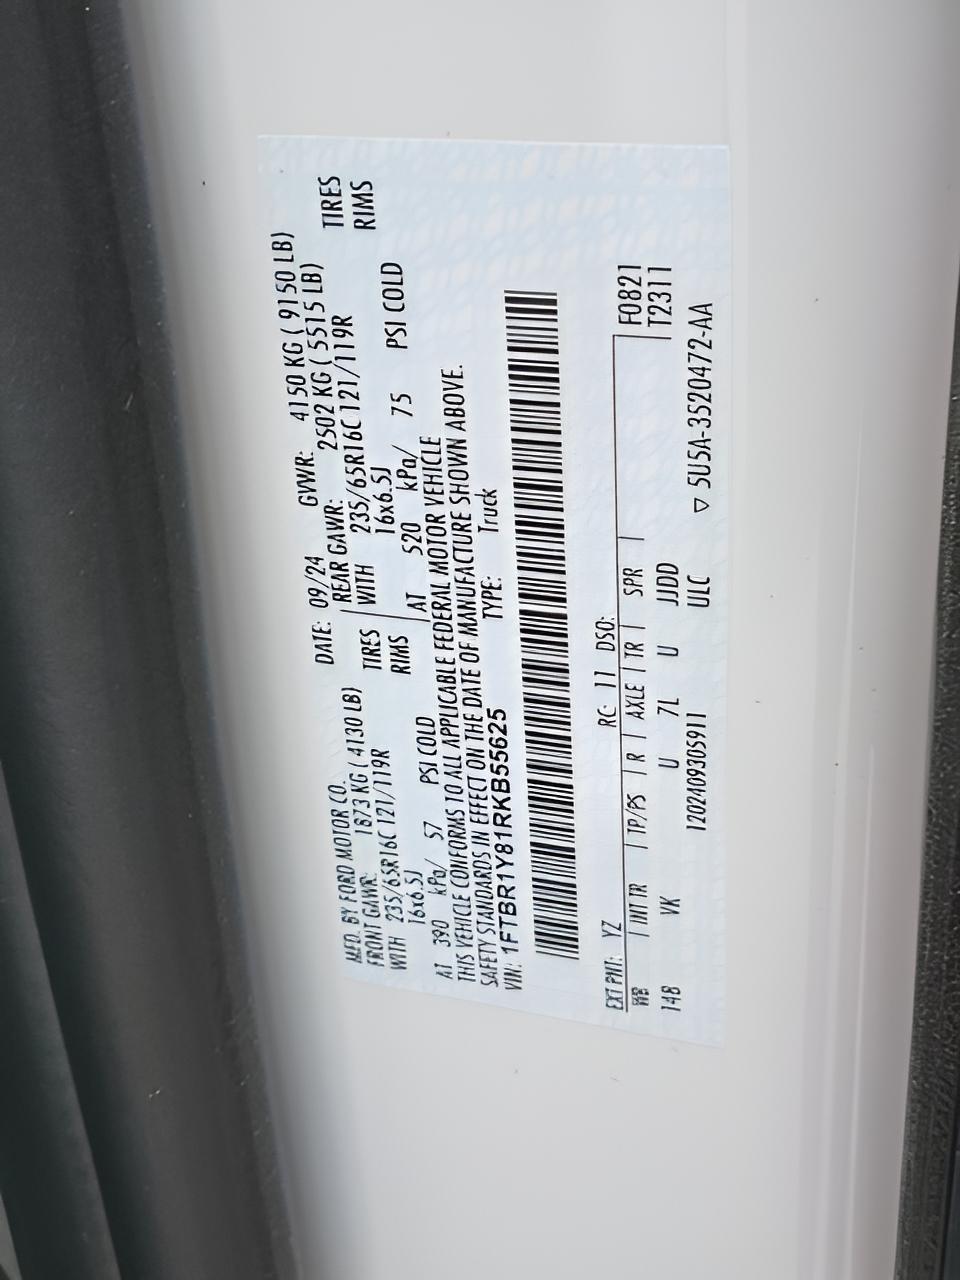 MFD. BY FORD MOTOR CO. DATE: 09/24 GVWR: 4150 KG ( 9150 LB)
FRONT GAWR: 1873 KG ( 4130 LB) REAR GAWR: 2502 KG ( 5515 LB)
WITH 235/65R16C 121/119R TIRES WITH 235/65R16C 121/119R TIRES
16x6.5J RIMS 16x6.5J RIMS
AT 390 kPa/ 57 PSI COLD AT 520 kPa/ 75 PSI COLD
THIS VEHICLE CONFORMS TO ALL APPLICABLE FEDERAL MOTOR VEHICLE
SAFETY STANDARDS IN EFFECT ON THE DATE OF MANUFACTURE SHOWN ABOVE.
VIN: 1FTBR1Y81RKB55625 TYPE: Truck
EXT PNT: YZ RC: 11 DSO:
WB | INT TR | TP/PS | R | AXLE | TR | SPR | F0821
148 VK U 7L U JJDD T2311
1202409305911 ULC ▽ 5U5A-3520472-AA